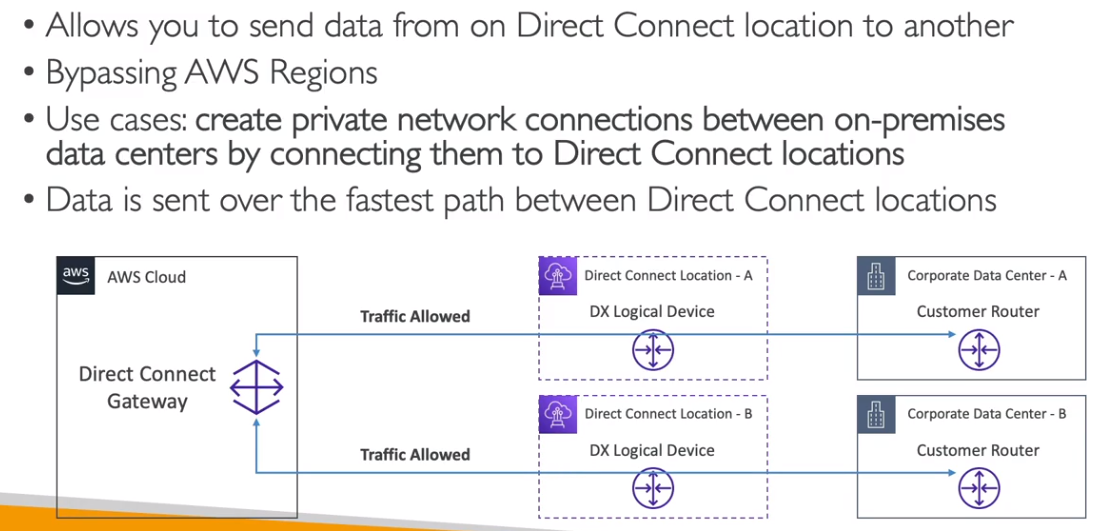 • Allows you to send data from on Direct Connect location to another
• Bypassing AWS Regions
• Use cases: create private network connections between on-premises
data centers by connecting them to Direct Connect locations
• Data is sent over the fastest path between Direct Connect locations
aws
AWS Cloud
Direct Connect
Gateway
Traffic Allowed
Direct Connect Location - A
DX Logical Device
Corporate Data Center - A
Customer Router
Traffic Allowed
Direct Connect Location - B
DX Logical Device
Corporate Data Center - B
Customer Router